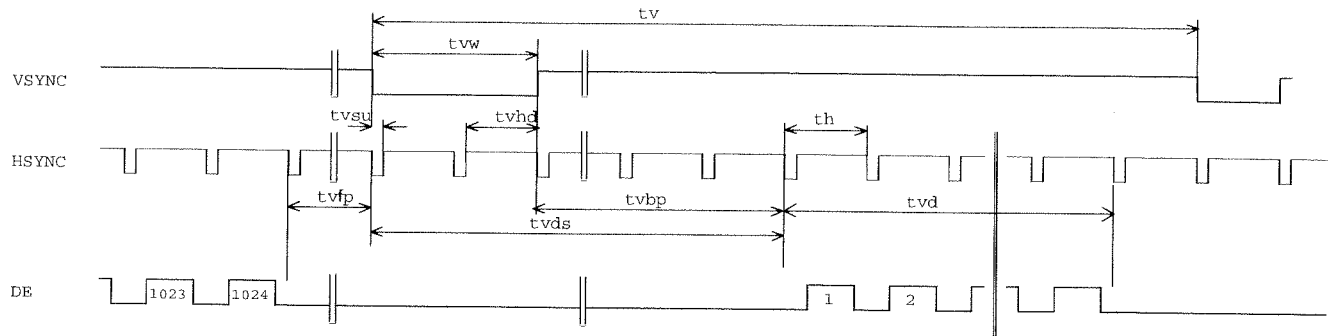 tv
tvw
VSYNC
tvsu
tvhd
th
HSYNC
tvfp
tvbp
tvd
tvds
DE
1023
1024
1
2